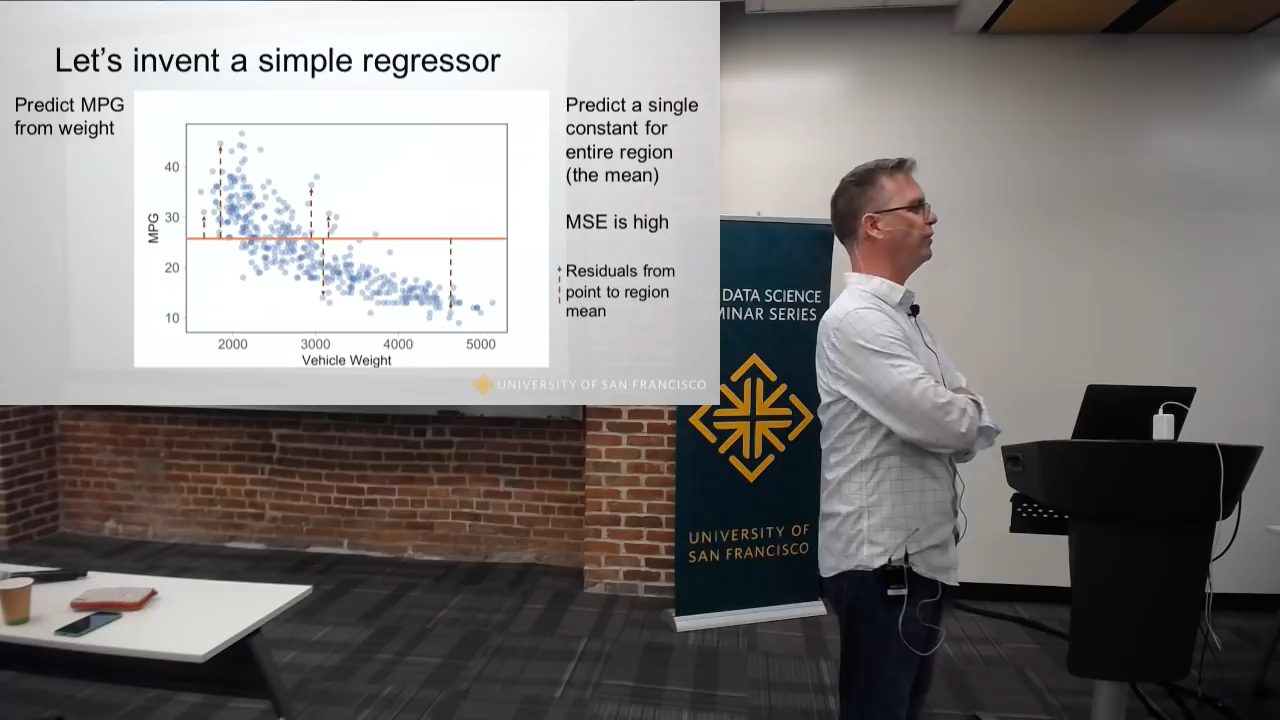 Let's invent a simple regressor
Predict MPG
from weight
40
30
20
10
MPG
2000
3000
4000
5000
Vehicle Weight
Predict a single
constant for
entire region
(the mean)
MSE is high
Residuals from
point to region
mean
UNIVERSITY OF SAN FRANCISCO
DATA SCIENCE
SERIES
UNIVERSITY OF
SAN FRANCISCO